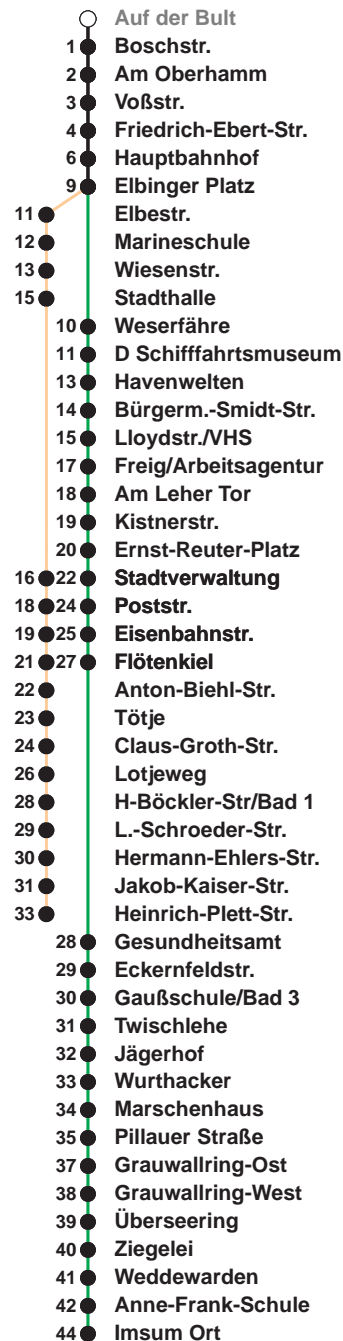 Auf der Bult
1 Boschstr.
2 Am Oberhamm
3 Voßstr.
4 Friedrich-Ebert-Str.
6 Hauptbahnhof
9 Elbinger Platz
11 Elbestr.
12 Marineschule
13 Wiesenstr.
15 Stadthalle
10 Weserfähre
11 D Schifffahrtsmuseum
13 Havenwelten
14 Bürgerm.-Smidt-Str.
15 Lloydstr./VHS
17 Freig/Arbeitsagentur
18 Am Leher Tor
19 Kistnerstr.
20 Ernst-Reuter-Platz
16 22 Stadtverwaltung
18 24 Poststr.
19 25 Eisenbahnstr.
21 27 Flötenkiel
22 Anton-Biehl-Str.
23 Tötje
24 Claus-Groth-Str.
26 Lotjeweg
28 H-Böckler-Str/Bad 1
29 L.-Schroeder-Str.
30 Hermann-Ehlers-Str.
31 Jakob-Kaiser-Str.
33 Heinrich-Plett-Str.
28 Gesundheitsamt
29 Eckernfeldstr.
30 Gaußschule/Bad 3
31 Twischlehe
32 Jägerhof
33 Wurthacker
34 Marschenhaus
35 Pillauer Straße
37 Grauwallring-Ost
38 Grauwallring-West
39 Überseering
40 Ziegelei
41 Weddewarden
42 Anne-Frank-Schule
44 Imsum Ort